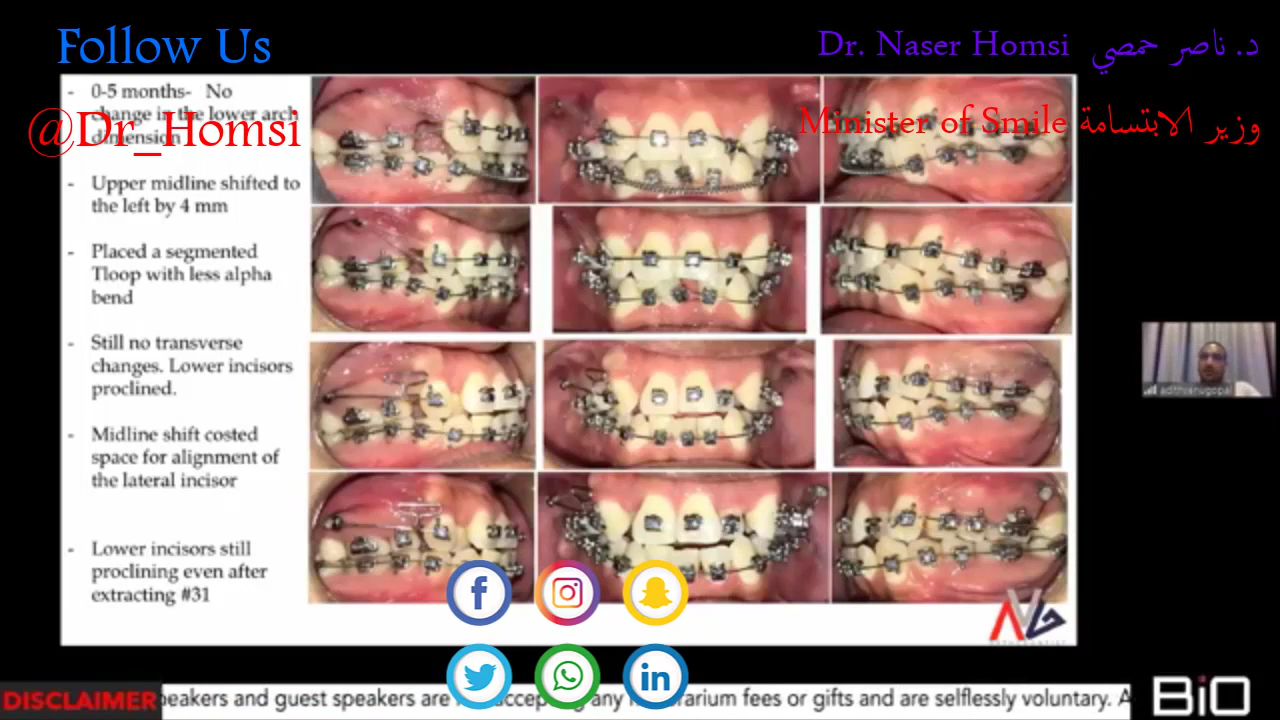 Follow Us
Dr. Naser Homsi د. ناصر حمصي
@Dr_Homsi
Minister of Smile وزير الابتسامة
- 0-5 months- No
change in the lower arch
dimension
- Upper midline shifted to
the left by 4 mm
- Placed a segmented
Tloop with less alpha
bend
- Still no transverse
changes. Lower incisors
proclined.
- Midline shift costed
space for alignment of
the lateral incisor
- Lower incisors still
proclining even after
extracting #31
adithianugopal
f
in
DISCLAIMER peakers and guest speakers are any fees or gifts and are selflessly voluntary. A
BiO